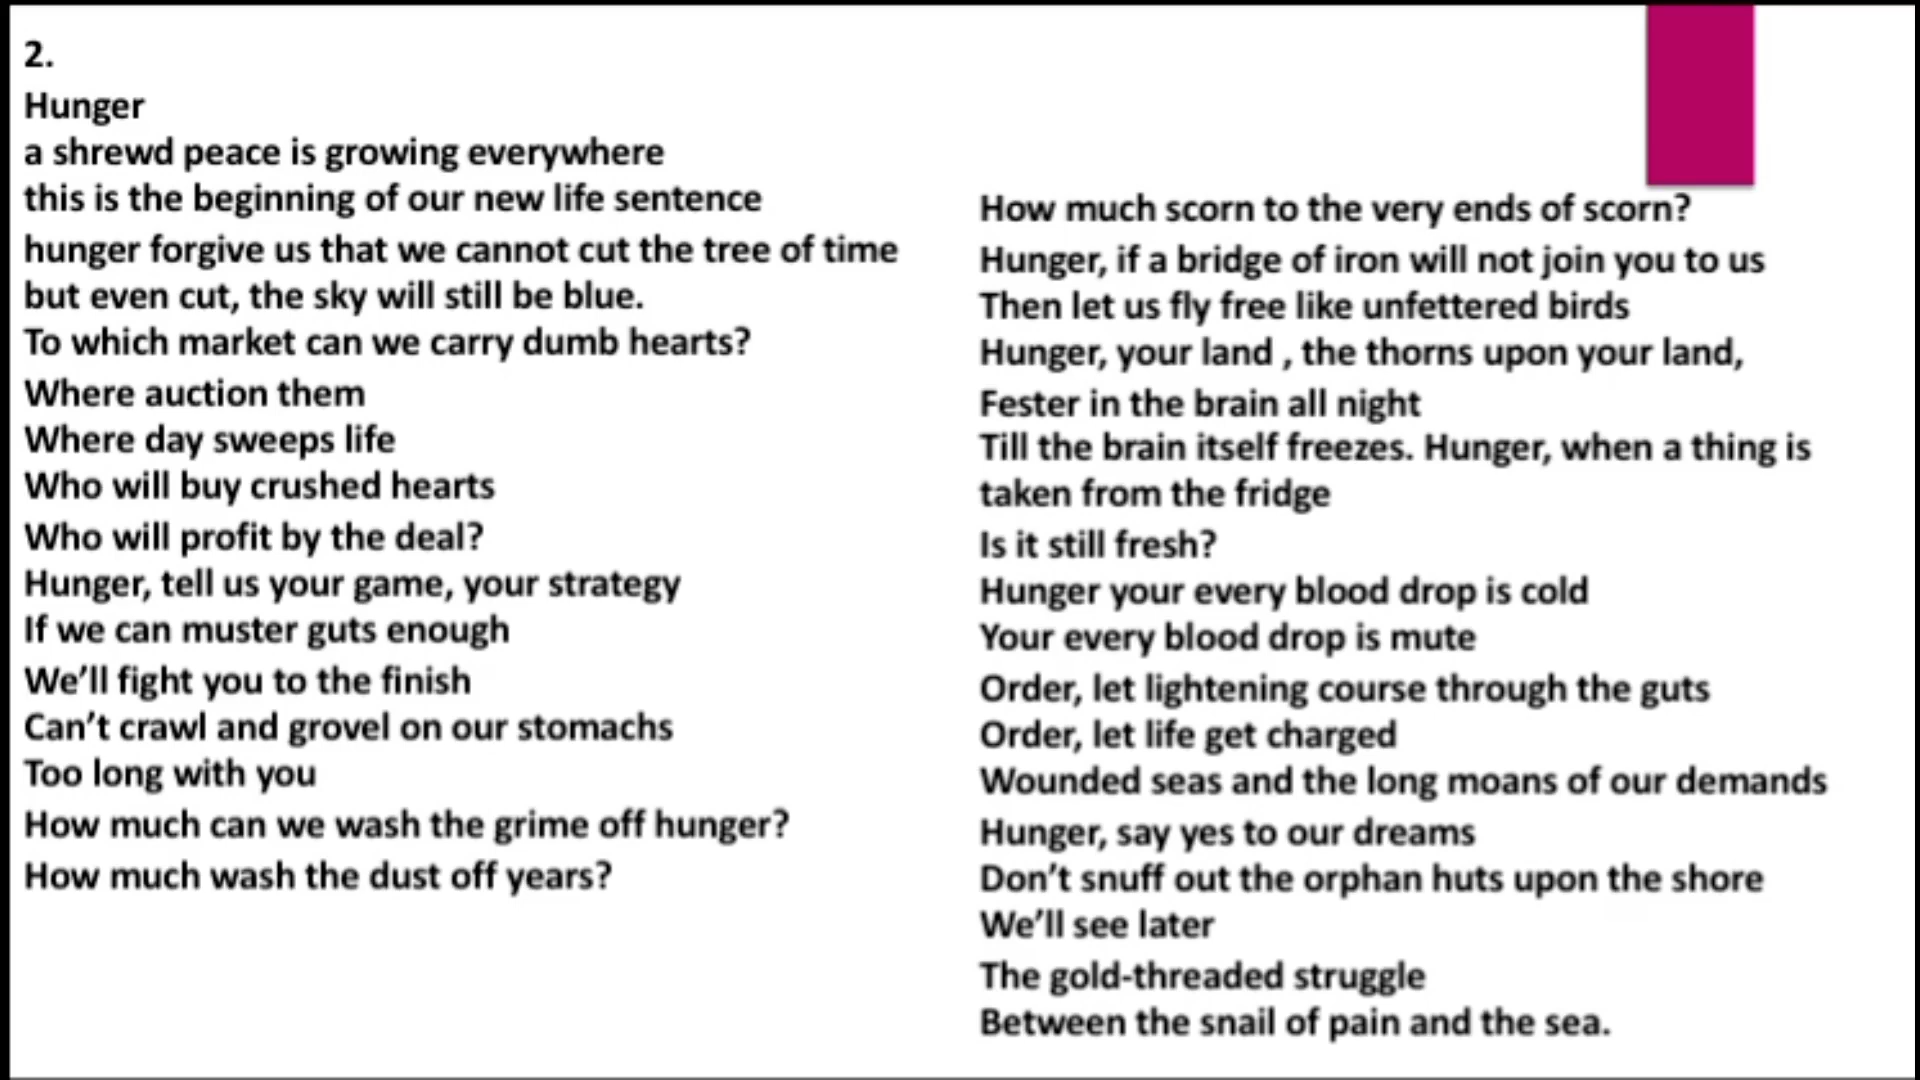 2.
Hunger
a shrewd peace is growing everywhere
this is the beginning of our new life sentence
hunger forgive us that we cannot cut the tree of time
but even cut, the sky will still be blue.
To which market can we carry dumb hearts?
Where auction them
Where day sweeps life
Who will buy crushed hearts
Who will profit by the deal?
Hunger, tell us your game, your strategy
If we can muster guts enough
We’ll fight you to the finish
Can’t crawl and grovel on our stomachs
Too long with you
How much can we wash the grime off hunger?
How much wash the dust off years?
How much scorn to the very ends of scorn?
Hunger, if a bridge of iron will not join you to us
Then let us fly free like unfettered birds
Hunger, your land , the thorns upon your land,
Fester in the brain all night
Till the brain itself freezes. Hunger, when a thing is
taken from the fridge
Is it still fresh?
Hunger your every blood drop is cold
Your every blood drop is mute
Order, let lightening course through the guts
Order, let life get charged
Wounded seas and the long moans of our demands
Hunger, say yes to our dreams
Don’t snuff out the orphan huts upon the shore
We’ll see later
The gold-threaded struggle
Between the snail of pain and the sea.